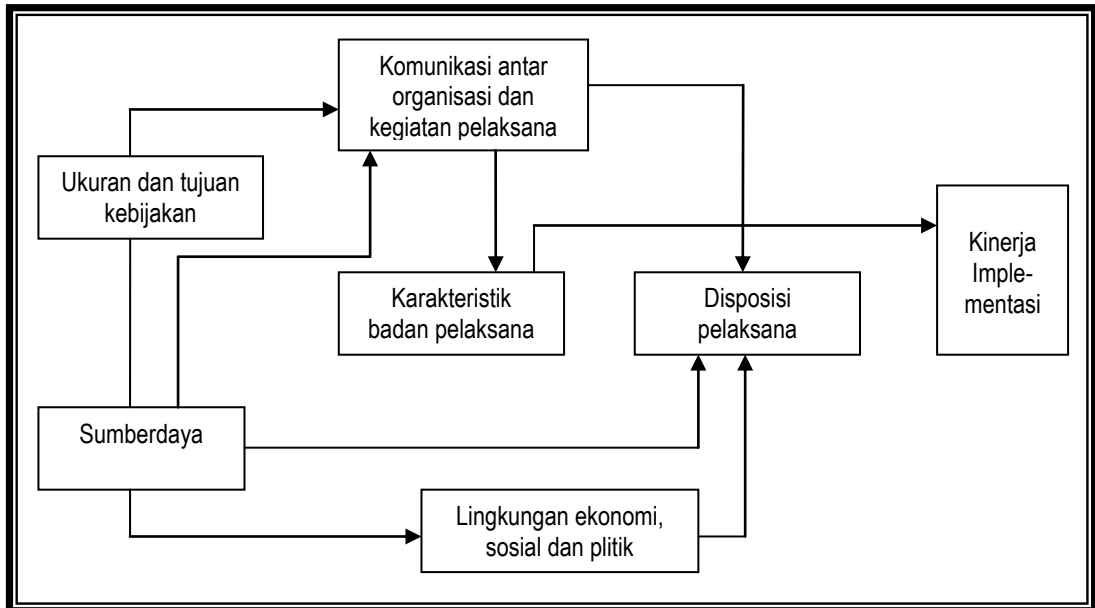 Komunikasi antar
organisasi dan
kegiatan pelaksana
Ukuran dan tujuan
kebijakan
Kinerja
Imple-
mentasi
Karakteristik
badan pelaksana
Disposisi
pelaksana
Sumberdaya
Lingkungan ekonomi,
sosial dan plitik